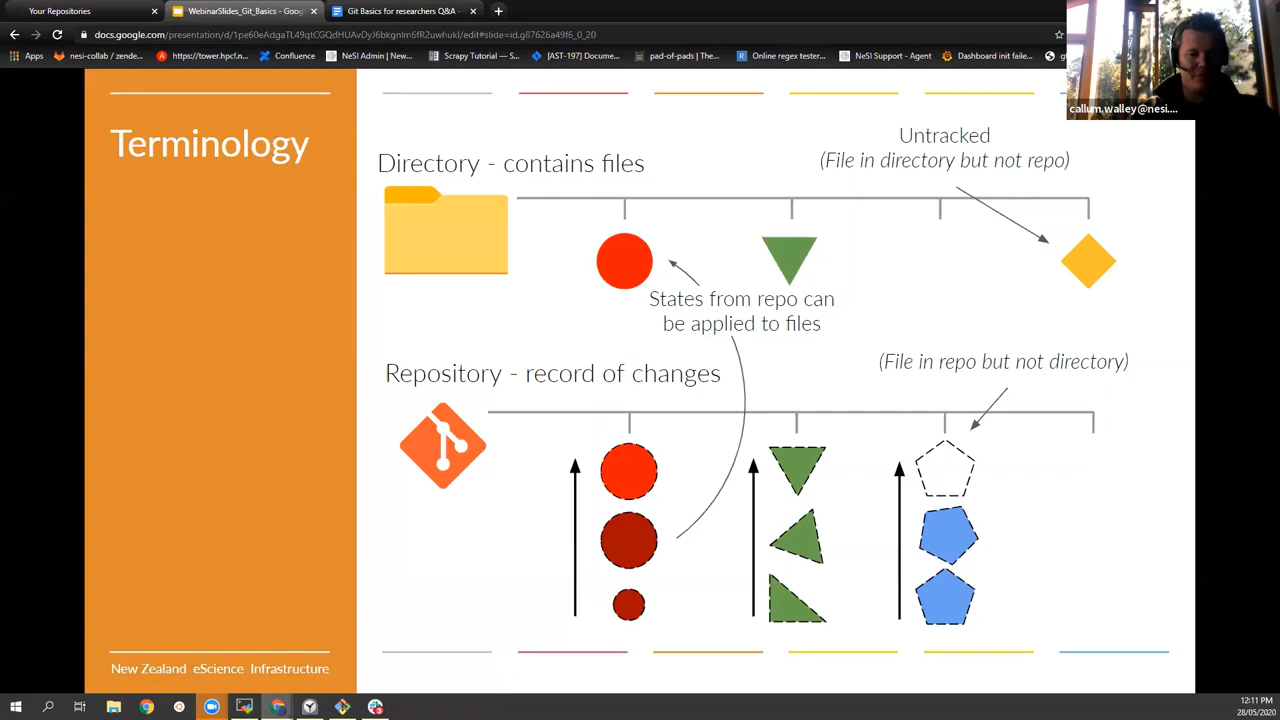 Your Repositories
WebinarSlides_Git_Basics - Goog
Git Basics for researchers Q&A -
docs.google.com/presentation/d/1pe60eAdgaTL49qtCGQdHUAvDyJ6bkgnlm6fR2uwhukI/edit#slide=id.g87626a49f6_0_20
Apps
nesi-collab / zende...
https://tower.hpcf.n...
Confluence
NeSI Admin | New...
Scrapy Tutorial — S...
[AST-197] Docume...
pad-of-pads | The...
Online regex tester...
NeSI Support - Agent
Dashboard init faile...
callum.walley@nesi....
Terminology
Untracked
(File in directory but not repo)
Directory - contains files
States from repo can
be applied to files
(File in repo but not directory)
Repository - record of changes
New Zealand eScience Infrastructure
12:11 PM
28/05/2020